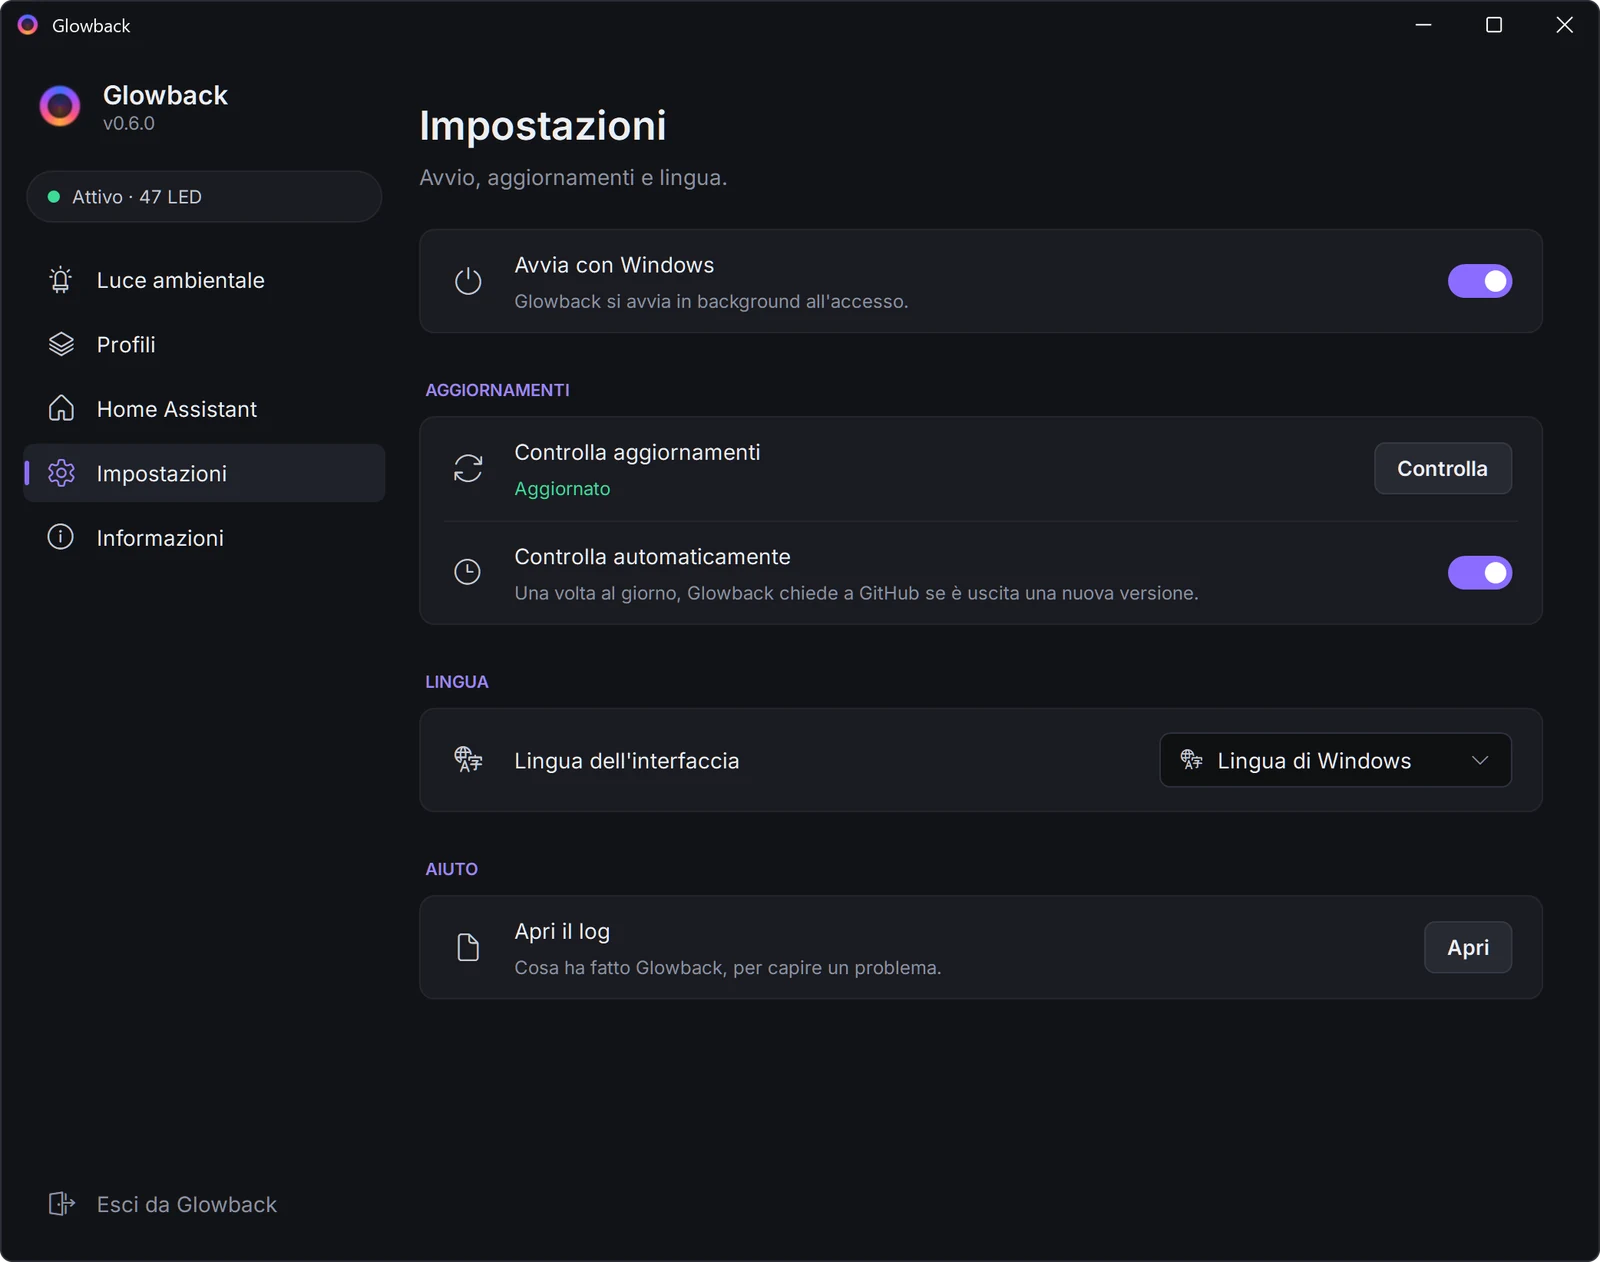 Glowback
Glowback
v0.6.0
Attivo · 47 LED
Luce ambientale
Profili
Home Assistant
Impostazioni
Informazioni
Esci da Glowback
Impostazioni
Avvio, aggiornamenti e lingua.
Avvia con Windows
Glowback si avvia in background all'accesso.
AGGIORNAMENTI
Controlla aggiornamenti
Aggiornato
Controlla
Controlla automaticamente
Una volta al giorno, Glowback chiede a GitHub se è uscita una nuova versione.
LINGUA
Lingua dell'interfaccia
Lingua di Windows
AIUTO
Apri il log
Cosa ha fatto Glowback, per capire un problema.
Apri